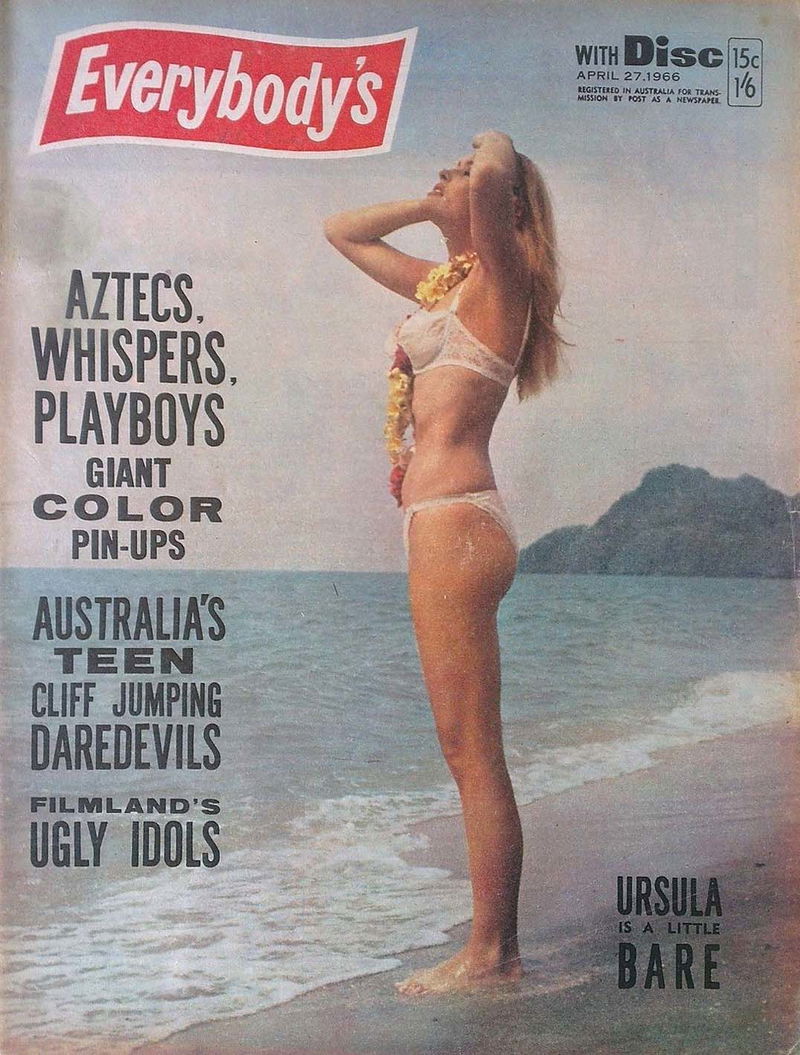 Everybody's
WITH Disc
APRIL 27.1966
REGISTERED IN AUSTRALIA FOR TRANS-
MISSION BY POST AS A NEWSPAPER.
15c
1/6
AZTECS,
WHISPERS,
PLAYBOYS
GIANT
COLOR
PIN-UPS
AUSTRALIA'S
TEEN
CLIFF JUMPING
DAREDEVILS
FILMLAND'S
UGLY IDOLS
URSULA
IS A LITTLE
BARE